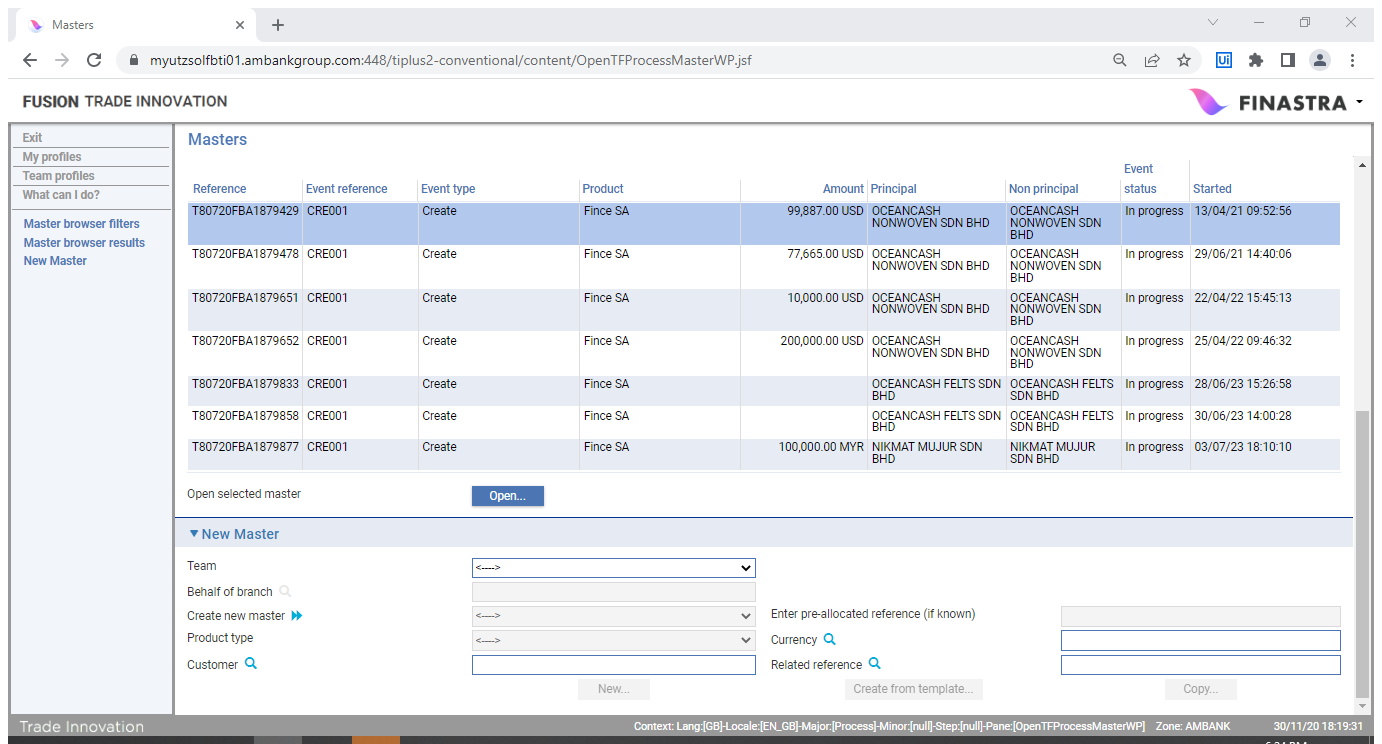 Masters
myutzsolfbti01.ambankgroup.com:448/tiplus2-conventional/content/OpenTFProcessMasterWP.jsf
Ui
FUSION TRADE INNOVATION
FINASTRA
Exit
My profiles
Team profiles
What can I do?
Master browser filters
Master browser results
New Master
Masters
Reference Event reference Event type Product Amount Principal Non principal Event status Started
T80720FBA1879429 CRE001 Create Fince SA 99,887.00 USD OCEANCASH NONWOVEN SDN BHD OCEANCASH NONWOVEN SDN BHD In progress 13/04/21 09:52:56
T80720FBA1879478 CRE001 Create Fince SA 77,665.00 USD OCEANCASH NONWOVEN SDN BHD OCEANCASH NONWOVEN SDN BHD In progress 29/06/21 14:40:06
T80720FBA1879651 CRE001 Create Fince SA 10,000.00 USD OCEANCASH NONWOVEN SDN BHD OCEANCASH NONWOVEN SDN BHD In progress 22/04/22 15:45:13
T80720FBA1879652 CRE001 Create Fince SA 200,000.00 USD OCEANCASH NONWOVEN SDN BHD OCEANCASH NONWOVEN SDN BHD In progress 25/04/22 09:46:32
T80720FBA1879833 CRE001 Create Fince SA OCEANCASH FELTS SDN BHD OCEANCASH FELTS SDN BHD In progress 28/06/23 15:26:58
T80720FBA1879858 CRE001 Create Fince SA OCEANCASH FELTS SDN BHD OCEANCASH FELTS SDN BHD In progress 30/06/23 14:00:28
T80720FBA1879877 CRE001 Create Fince SA 100,000.00 MYR NIKMAT MUJUR SDN BHD NIKMAT MUJUR SDN BHD In progress 03/07/23 18:10:10
Open selected master Open...
New Master
Team <---->
Behalf of branch
Create new master <----> Enter pre-allocated reference (if known)
Product type <----> Currency
Customer Related reference
New... Create from template... Copy...
Trade Innovation Context: Lang:[GB]-Locale:[EN_GB]-Major:[Process]-Minor:[null]-Step:[null]-Pane:[OpenTFProcessMasterWP] Zone: AMBANK 30/11/20 18:19:31